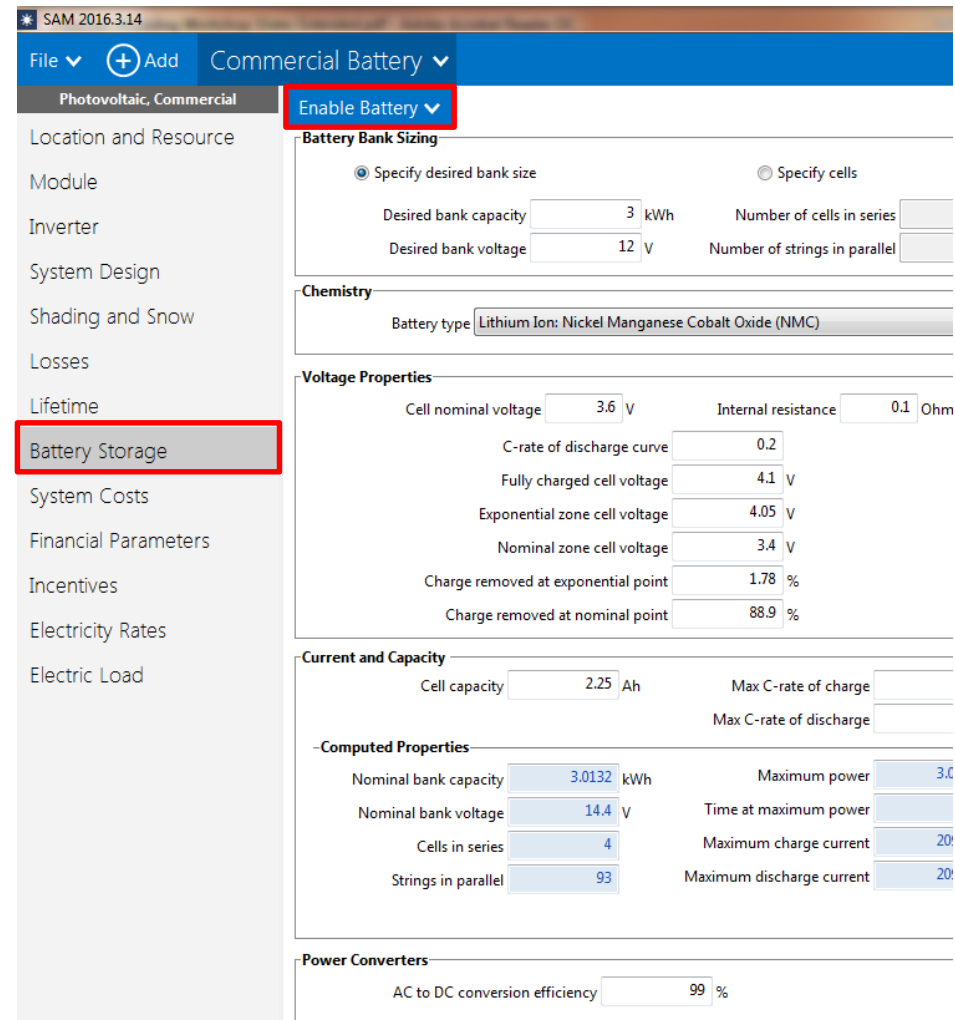 SAM 2016.3.14
File Add Commercial Battery
Photovoltaic, Commercial
Enable Battery
Location and Resource
Module
Inverter
System Design
Shading and Snow
Losses
Lifetime
Battery Storage
System Costs
Financial Parameters
Incentives
Electricity Rates
Electric Load
Battery Bank Sizing
Specify desired bank size Specify cells
Desired bank capacity 3 kWh Number of cells in series
Desired bank voltage 12 V Number of strings in parallel
Chemistry
Battery type Lithium Ion: Nickel Manganese Cobalt Oxide (NMC)
Voltage Properties
Cell nominal voltage 3.6 V Internal resistance 0.1 Ohm
C-rate of discharge curve 0.2
Fully charged cell voltage 4.1 V
Exponential zone cell voltage 4.05 V
Nominal zone cell voltage 3.4 V
Charge removed at exponential point 1.78 %
Charge removed at nominal point 88.9 %
Current and Capacity
Cell capacity 2.25 Ah Max C-rate of charge
Max C-rate of discharge
Computed Properties
Nominal bank capacity 3.0132 kWh Maximum power 3.0
Nominal bank voltage 14.4 V Time at maximum power
Cells in series 4 Maximum charge current 209
Strings in parallel 93 Maximum discharge current 209
Power Converters
AC to DC conversion efficiency 99 %